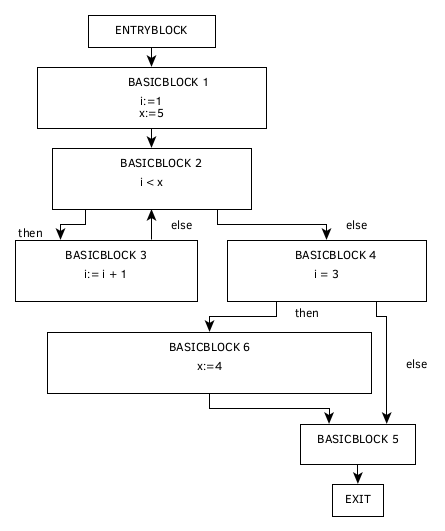 ENTRYBLOCK
BASICBLOCK 1
i:=1
x:=5
BASICBLOCK 2
i < x
then
else
else
BASICBLOCK 3
i:= i + 1
BASICBLOCK 4
i = 3
then
BASICBLOCK 6
x:=4
else
BASICBLOCK 5
EXIT